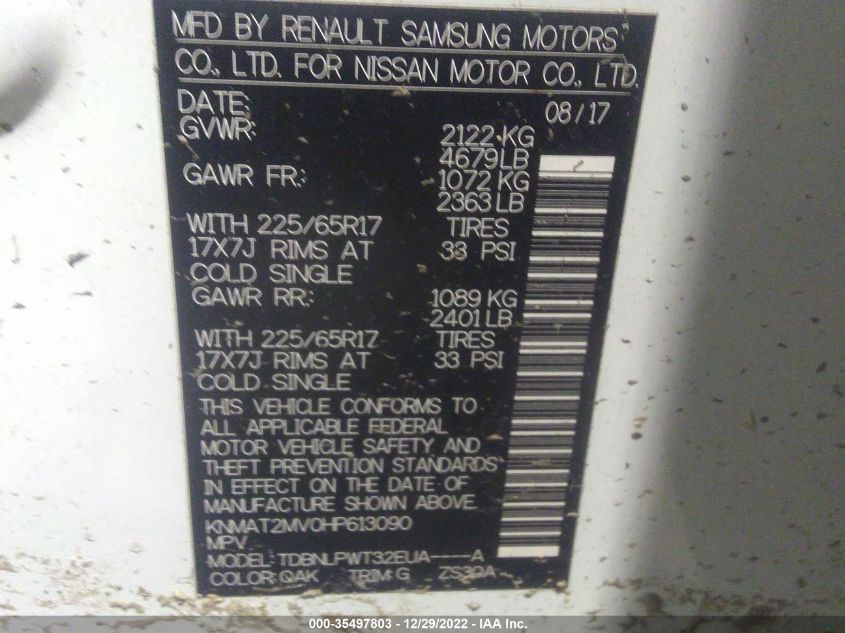 MFD BY RENAULT SAMSUNG MOTORS
CO., LTD. FOR NISSAN MOTOR CO., LTD.
DATE: 08/17
GVWR: 2122 KG
4679 LB
GAWR FR: 1072 KG
2363 LB
WITH 225/65R17 TIRES
17X7J RIMS AT 33 PSI
COLD SINGLE
GAWR RR: 1089 KG
2401 LB
WITH 225/65R17 TIRES
17X7J RIMS AT 33 PSI
COLD SINGLE
THIS VEHICLE CONFORMS TO
ALL APPLICABLE FEDERAL
MOTOR VEHICLE SAFETY AND
THEFT PREVENTION STANDARDS
IN EFFECT ON THE DATE OF
MANUFACTURE SHOWN ABOVE.
KNMAT2MV0HP613090
MPV
MODEL: TDBNLPWT32EUA----A
COLOR: QAK TRIM: G
000-35497803 - 12/29/2022 - IAA Inc.